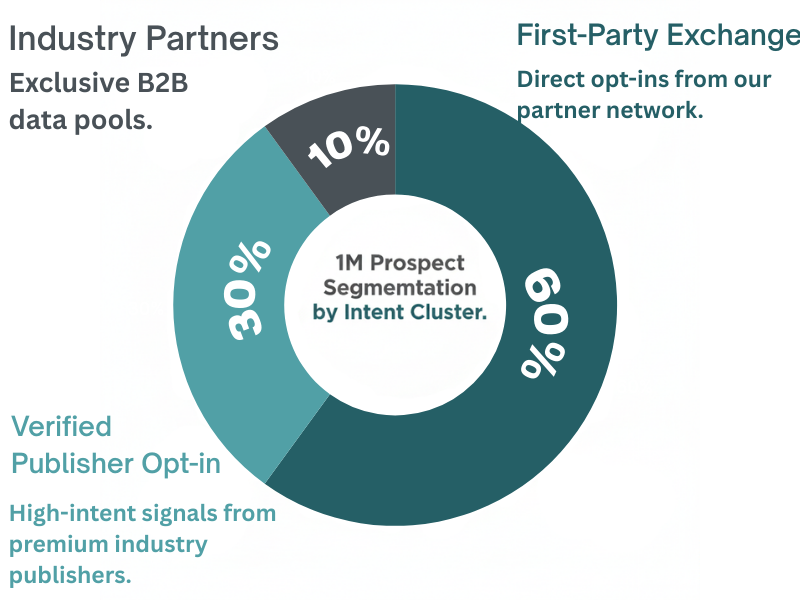 Industry Partners
Exclusive B2B
data pools.
First-Party Exchange
Direct opt-ins from our
partner network.
10%
30%
60%
1M Prospect
Segmemtation
by Intent Cluster.
Verified
Publisher Opt-in
High-intent signals from
premium industry
publishers.